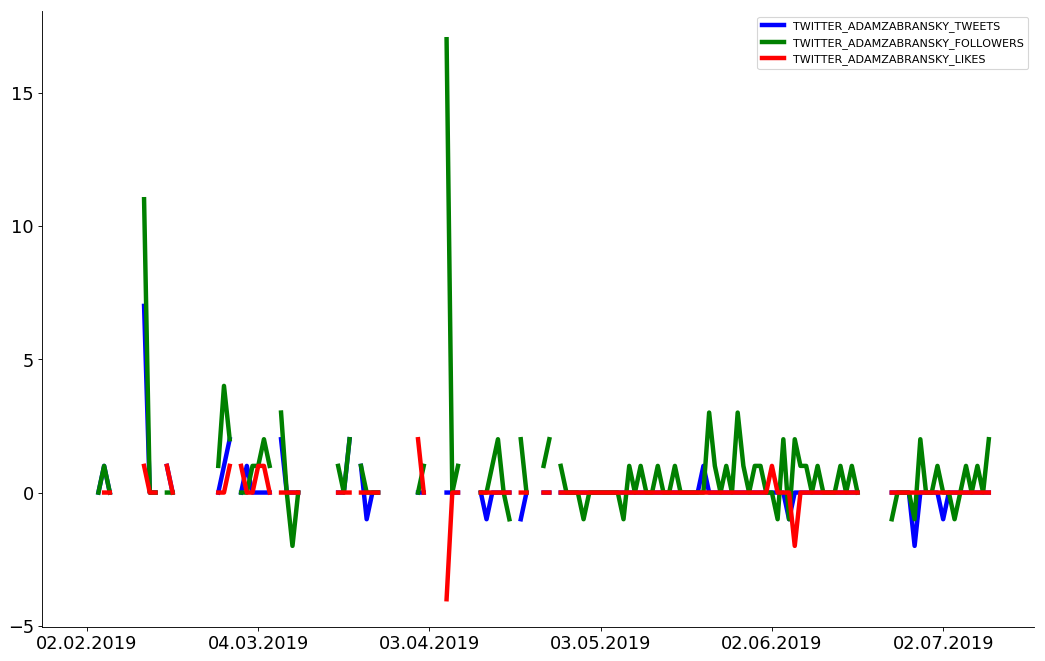 TWITTER_ADAMZABRANSKY_TWEETS
TWITTER_ADAMZABRANSKY_FOLLOWERS
TWITTER_ADAMZABRANSKY_LIKES
15
10
5
0
−5
02.02.2019 04.03.2019 03.04.2019 03.05.2019 02.06.2019 02.07.2019